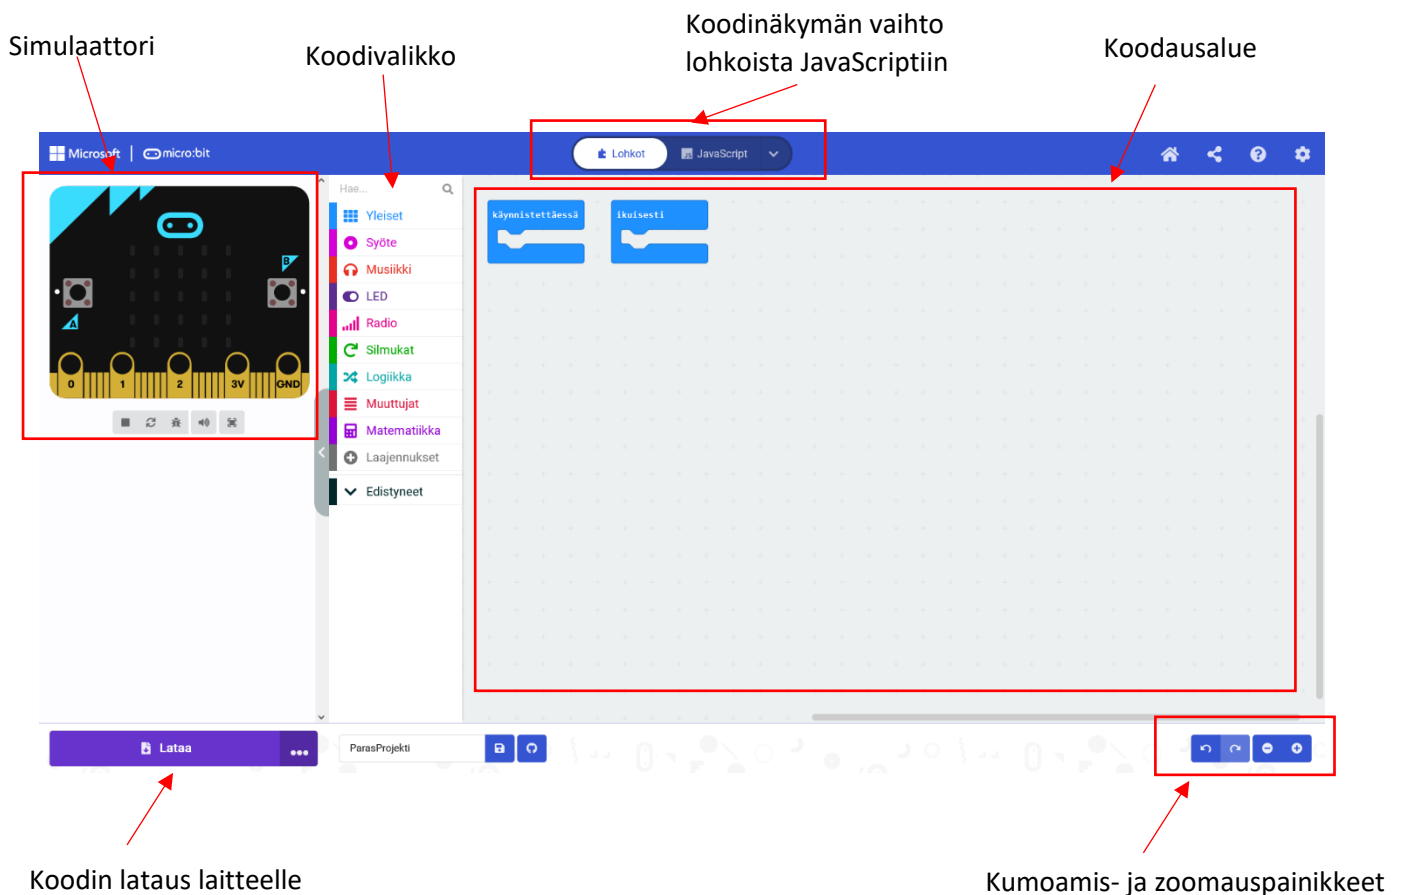 Simulaattori
Koodivalikko
Koodinäkymän vaihto
lohkoista JavaScriptiin
Koodausalue
Microsoft | micro:bit
Lohkot
JS JavaScript
Hae...
Yleiset
Syöte
Musiikki
LED
Radio
Silmukat
Logiikka
Muuttujat
Matematiikka
Laajennukset
Edistyneet
käynnistettäessä
ikuisesti
B
A
0 1 2 3V GND
Lataa
ParasProjekti
Koodin lataus laitteelle
Kumoamis- ja zoomauspainikkeet